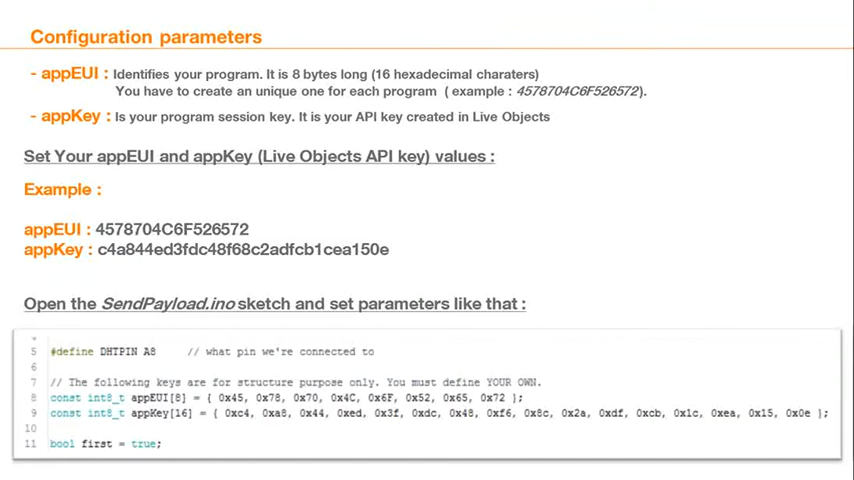 Configuration parameters
- appEUI : Identifies your program. It is 8 bytes long (16 hexadecimal charaters)
You have to create an unique one for each program ( example : 4578704C6F526572 ).
- appKey : Is your program session key. It is your API key created in Live Objects
Set Your appEUI and appKey (Live Objects API key) values :
Example :
appEUI : 4578704C6F526572
appKey : c4a844ed3fdc48f68c2adfcb1cea150e
Open the SendPayload.ino sketch and set parameters like that :
5 #define DHTPIN A8 // what pin we're connected to
6
7 // The following keys are for structure purpose only. You must define YOUR OWN.
8 const int8_t appEUI[8] = { 0x45, 0x78, 0x70, 0x4C, 0x6F, 0x52, 0x65, 0x72 };
9 const int8_t appKey[16] = { 0xc4, 0xa8, 0x44, 0xed, 0x3f, 0xdc, 0x48, 0xf6, 0x8c, 0x2a, 0xdf, 0xcb, 0x1c, 0xea, 0x15, 0x0e };
10
11 bool first = true;